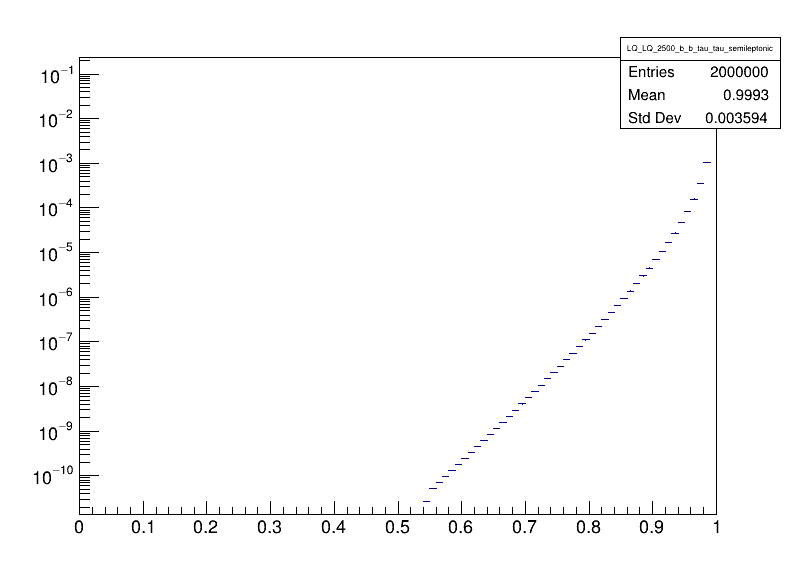 LQ_LQ_2500_b_b_tau_tau_semileptonic
Entries 2000000
Mean 0.9993
Std Dev 0.003594
10⁻¹
10⁻²
10⁻³
10⁻⁴
10⁻⁵
10⁻⁶
10⁻⁷
10⁻⁸
10⁻⁹
10⁻¹⁰
0 0.1 0.2 0.3 0.4 0.5 0.6 0.7 0.8 0.9 1